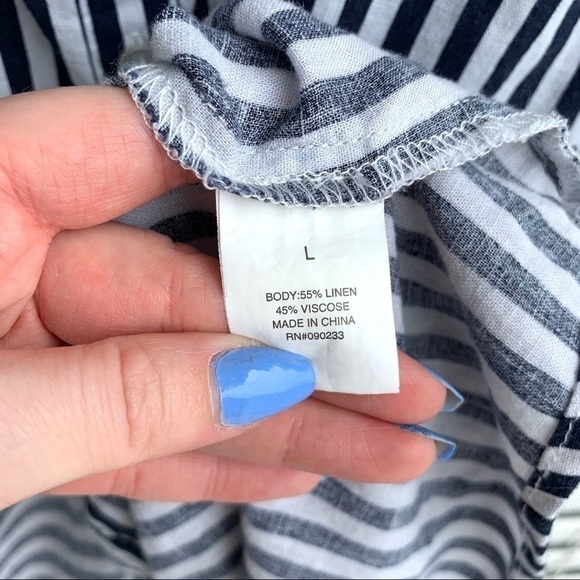 L
BODY:55% LINEN
45% VISCOSE
MADE IN CHINA
RN#090233